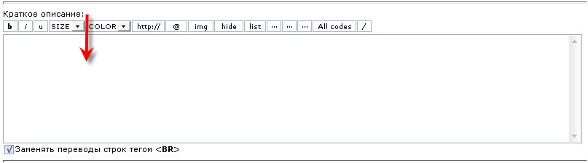 Краткое описание:
b i u SIZE COLOR http:// @ img hide list ... ... ... All codes /
Заменять переводы строк тегом <BR>